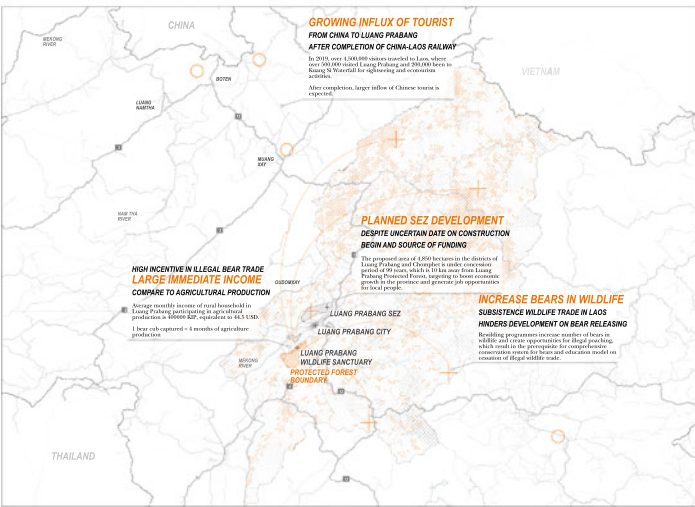 GROWING INFLUX OF TOURIST
FROM CHINA TO LUANG PRABANG
AFTER COMPLETION OF CHINA-LAOS RAILWAY
In 2019, over 4,500,000 visitors traveled to Laos, where
over 500,000 visited Luang Prabang and 200,000 been to
Kuang Si Waterfall for sightseeing and ecotourism
activities.
After completion, larger inflow of Chinese tourist is
expected.
CHINA
MEKONG
RIVER
BOTEN
VIETNAM
LUANG
NAMTHA
MUANG
XAY
NAM THA
RIVER
PLANNED SEZ DEVELOPMENT
DESPITE UNCERTAIN DATE ON CONSTRUCTION
BEGIN AND SOURCE OF FUNDING
The proposed area of 4,850 hectares in the districts of
Luang Prabang and Chomphet is under concession
period of 99 years, which is 10 km away from Luang
Prabang Protected Forest, targeting to boost economic
growth in the province and generate job opportunities
for local people.
HIGH INCENTIVE IN ILLEGAL BEAR TRADE
LARGE IMMEDIATE INCOME
COMPARE TO AGRICULTURAL PRODUCTION
Average monthly income of rural household in
Luang Prabang participating in agricultural
production is 400000 KIP, equivalent to 44.5 USD.
1 bear cub captured = 4 months of agriculture
production
OUDOMXAY
INCREASE BEARS IN WILDLIFE
SUBSISTENCE WILDLIFE TRADE IN LAOS
HINDERS DEVELOPMENT ON BEAR RELEASING
Rewilding programmes increase number of bears in
wildlife and create opportunities for illegal poaching,
which result in the prerequisite for comprehensive
conservation system for bears and education model on
cessation of illegal wildlife trade.
LUANG PRABANG SEZ
LUANG PRABANG CITY
LUANG PRABANG
WILDLIFE SANCTUARY
PROTECTED FOREST
BOUNDARY
MEKONG
RIVER
THAILAND